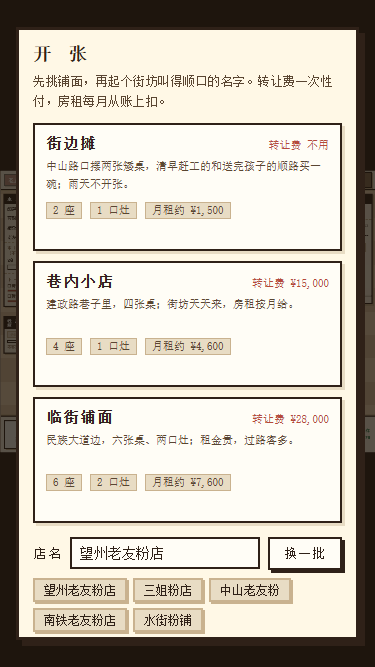 开 张
先挑铺面，再起个街坊叫得顺口的名字。转让费一次性
付，房租每月从账上扣。
街边摊
转让费 不用
中山路口摆两张矮桌，清早赶工的和送完孩子的顺路买一
碗；雨天不开张。
2 座
1 口灶
月租约 ¥1,500
巷内小店
转让费 ¥15,000
建政路巷子里，四张桌；街坊天天来，房租按月给。
4 座
1 口灶
月租约 ¥4,600
临街铺面
转让费 ¥28,000
民族大道边，六张桌、两口灶；租金贵，过路客多。
6 座
2 口灶
月租约 ¥7,600
店名
望州老友粉店
换一批
望州老友粉店
三姐粉店
中山老友粉
南铁老友粉店
水街粉铺